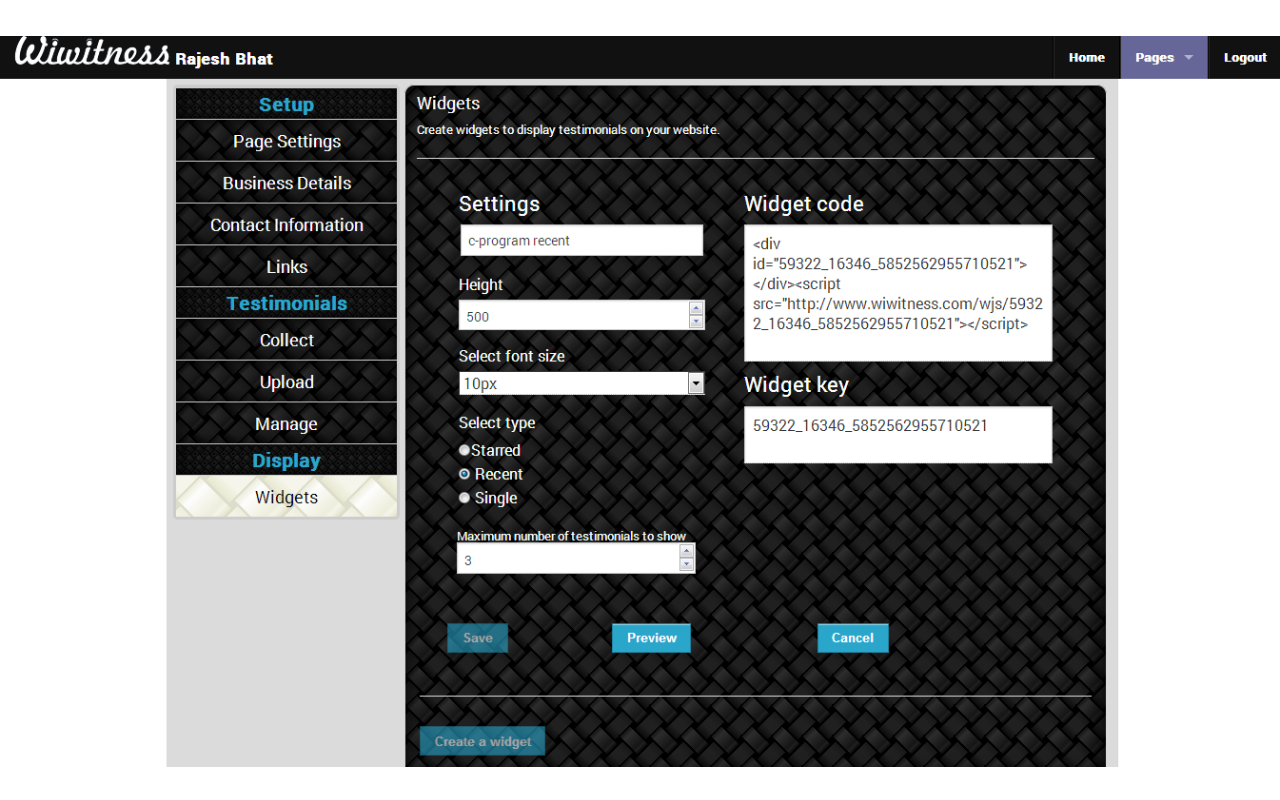 Wiwitness Rajesh Bhat
Home Pages Logout
Setup
Page Settings
Business Details
Contact Information
Links
Testimonials
Collect
Upload
Manage
Display
Widgets
Widgets
Create widgets to display testimonials on your website.
Settings
c-program recent
Height
500
Select font size
10px
Select type
Starred
Recent
Single
Maximum number of testimonials to show
3
Widget code
<div
id="59322_16346_5852562955710521">
</div><script
src="http://www.wiwitness.com/wjs/5932
2_16346_5852562955710521"></script>
Widget key
59322_16346_5852562955710521
Save Preview Cancel
Create a widget